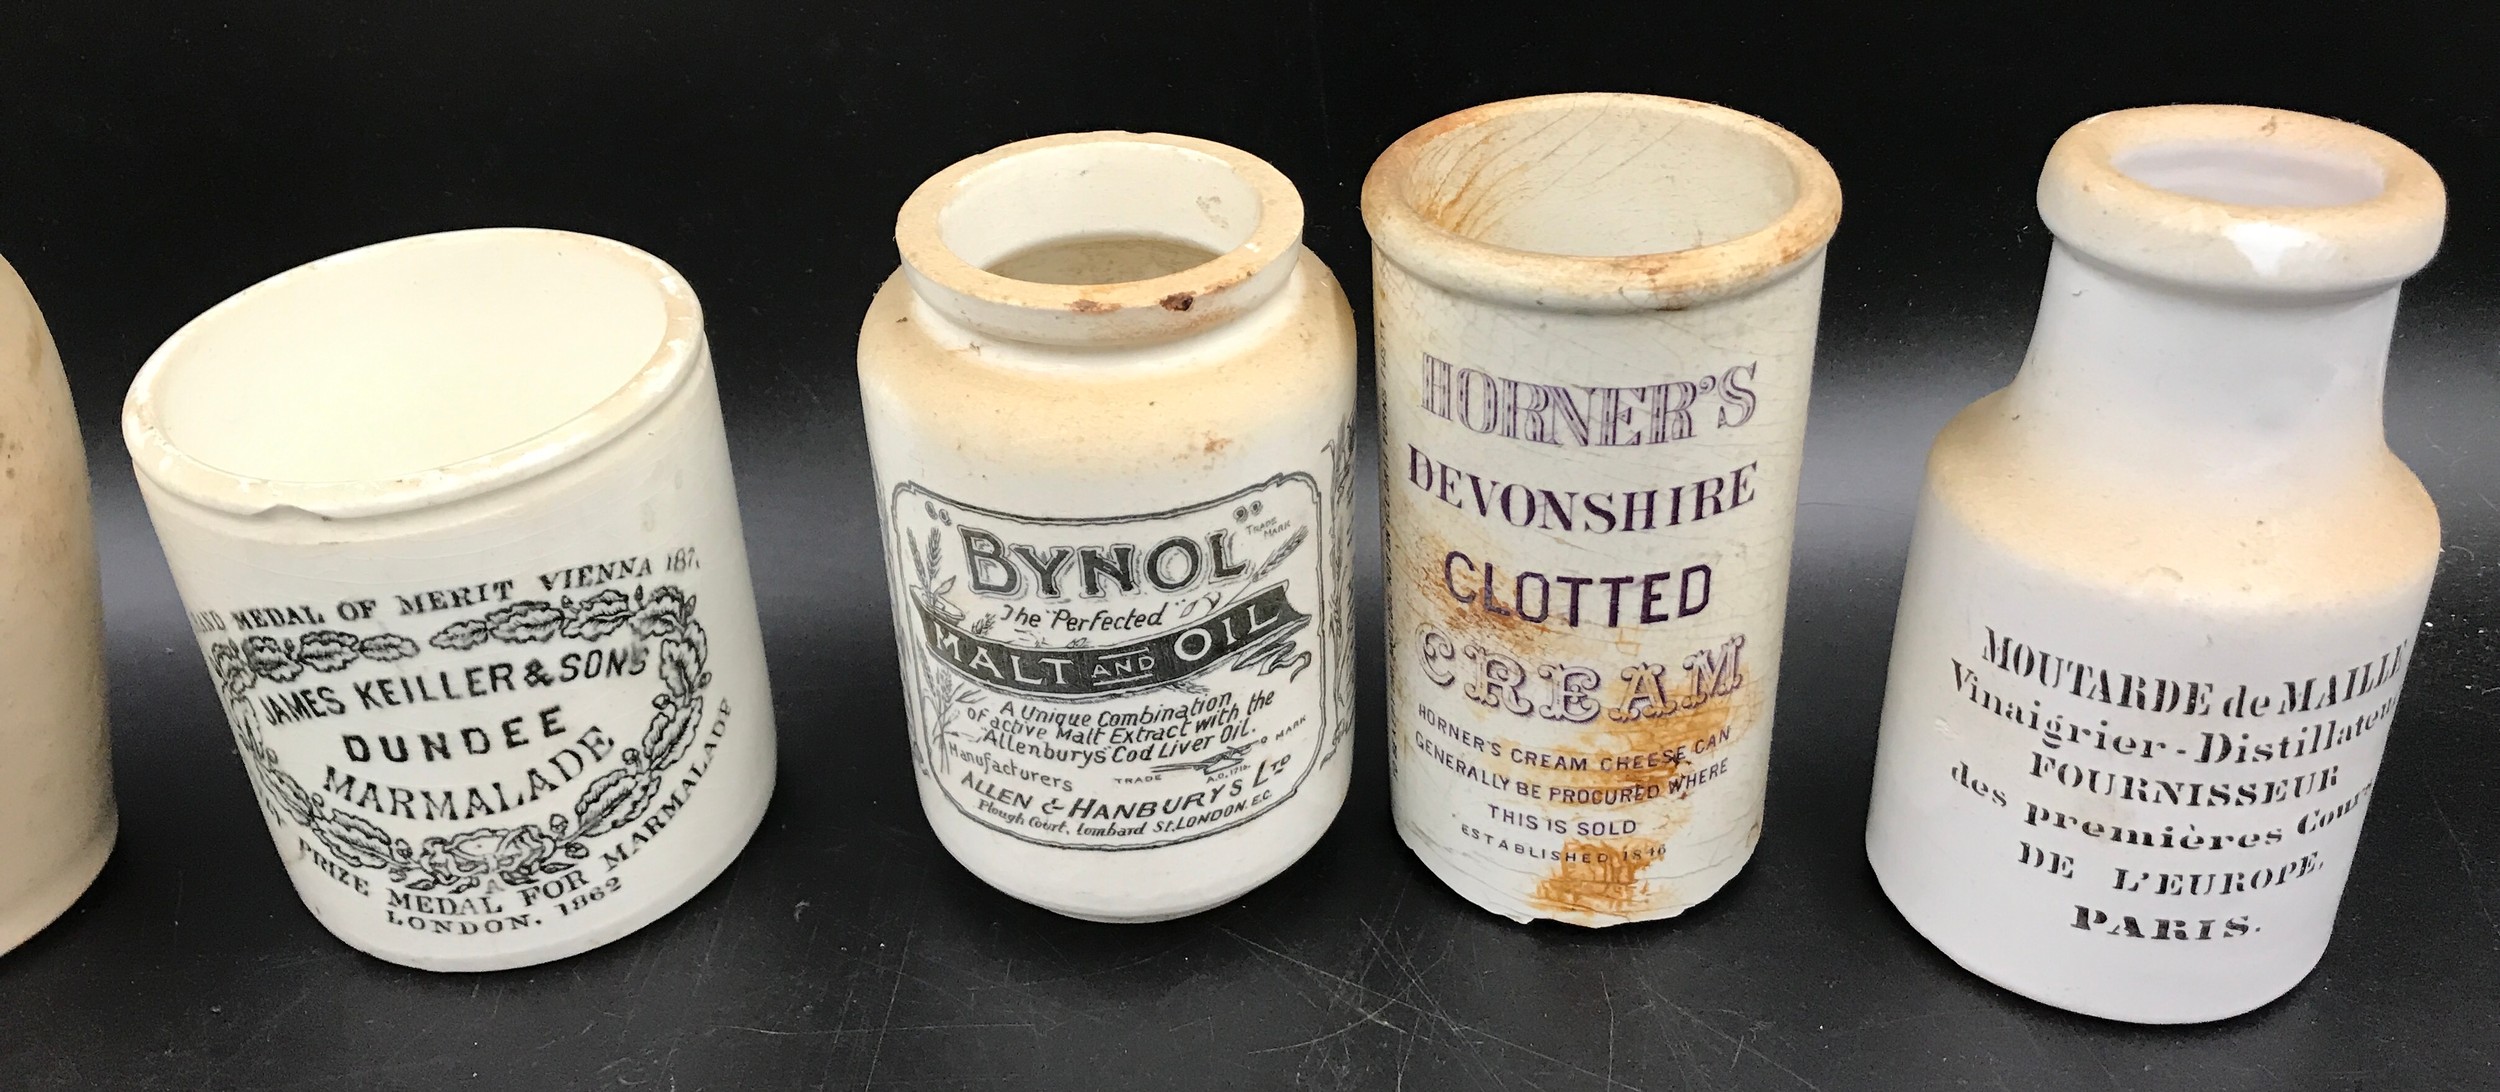 MEDAL OF MERIT VIENNA
JAMES KEILLER & SONS
DUNDEE
MARMALADE
PRIZE MEDAL FOR MARMALADE
LONDON. 1862
"BYNOL"
TRADE MARK
The "Perfected"
MALT AND OIL
A Unique Combination
of active Malt Extract with the
"Allenburys" Cod Liver Oil.
Manufacturers
TRADE MARK
A.D. 1715.
ALLEN & HANBURYS LTD
Plough Court, Lombard St. LONDON. E.C.
HORNER'S
DEVONSHIRE
CLOTTED
CREAM
HORNER'S CREAM CHEESE CAN
GENERALLY BE PROCURED WHERE
THIS IS SOLD
ESTABLISHED 1846
MOUTARDE de MAILLE
Vinaigrier-
FOURNISSEUR
des premières
DE L'EUROPE,
PARIS.